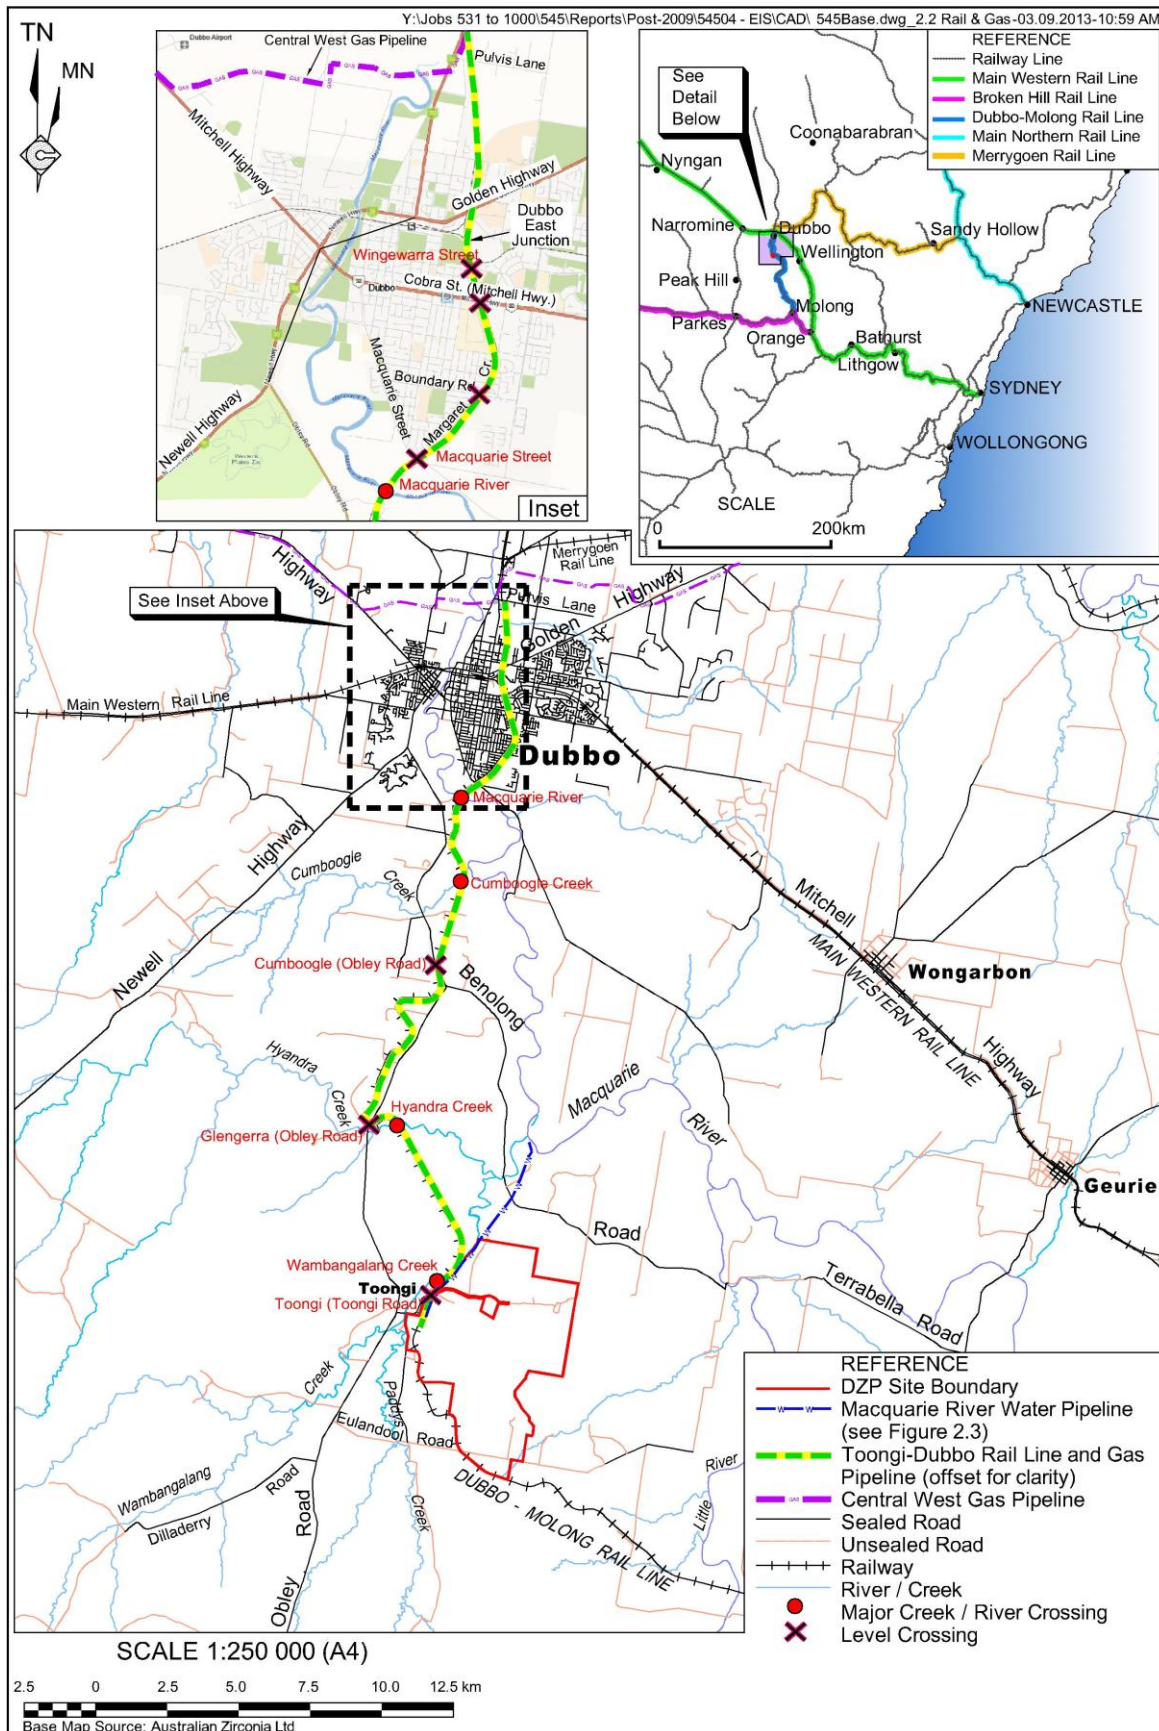 Y:\Jobs 531 to 1000\545\Reports\Post-2009\54504 - EIS\CAD\ 545Base.dwg_2.2 Rail & Gas-03.09.2013-10:59 AM
TN
MN
Dubbo Airport
Central West Gas Pipeline
Pulvis Lane
Mitchell Highway
Golden Highway
Newell Hwy
Dubbo
East
Junction
Wingewarra Street
Dubbo
Cobra St. (Mitchell Hwy.)
Macquarie Street
Boundary Rd.
Margaret Cr.
Newell Highway
Obley Rd
Macquarie Street
Macquarie River
Inset
See
Detail
Below
REFERENCE
Railway Line
Main Western Rail Line
Broken Hill Rail Line
Dubbo-Molong Rail Line
Main Northern Rail Line
Merrygoen Rail Line
Coonabarabran
Nyngan
Narromine
Dubbo
Sandy Hollow
Wellington
Peak Hill
Molong
NEWCASTLE
Parkes
Orange
Bathurst
Lithgow
SYDNEY
WOLLONGONG
SCALE
0
200km
Highway
Merrygoen
Rail Line
See Inset Above
GAS
Pulvis Lane
Highway
Golden
Main Western Rail Line
Dubbo
Macquarie River
Highway
Cumboogle
Creek
Cumboogle Creek
Newell
Cumboogle (Obley Road)
Benolong
Mitchell
MAIN WESTERN RAIL LINE
Wongarbon
Highway
Hyandra
Creek
Macquarie
River
Hyandra Creek
Glengerra (Obley Road)
Geurie
Road
Wambangalang Creek
Toongi
Toongi (Toongi Road)
Terrabella Road
Creek
Paddys
Eulandool Road
Wambangalang
Road
Dilladerry
Road
Obley
Creek
DUBBO - MOLONG RAIL LINE
River
Little
REFERENCE
DZP Site Boundary
Macquarie River Water Pipeline
(see Figure 2.3)
Toongi-Dubbo Rail Line and Gas
Pipeline (offset for clarity)
Central West Gas Pipeline
Sealed Road
Unsealed Road
Railway
River / Creek
Major Creek / River Crossing
Level Crossing
SCALE 1:250 000 (A4)
2.5 0 2.5 5.0 7.5 10.0 12.5 km
Base Map Source: Australian Zirconia Ltd